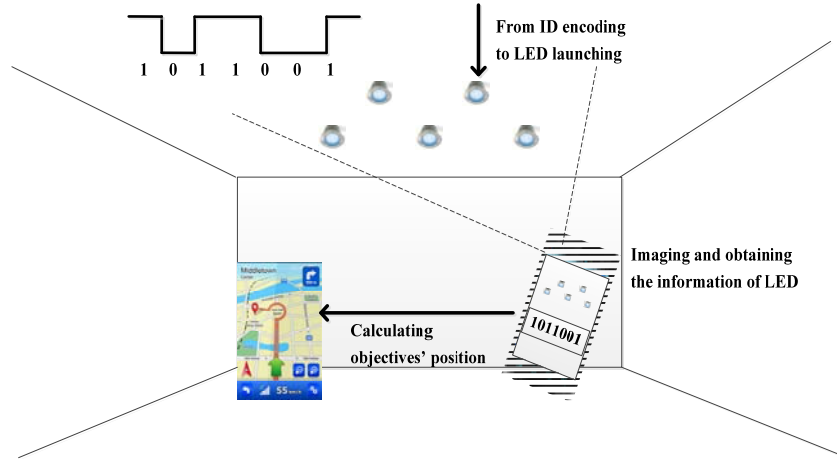 From ID encoding
to LED launching
1 0 1 1 0 0 1
Imaging and obtaining
the information of LED
Middletown
1011001
Calculating
objectives' position
55